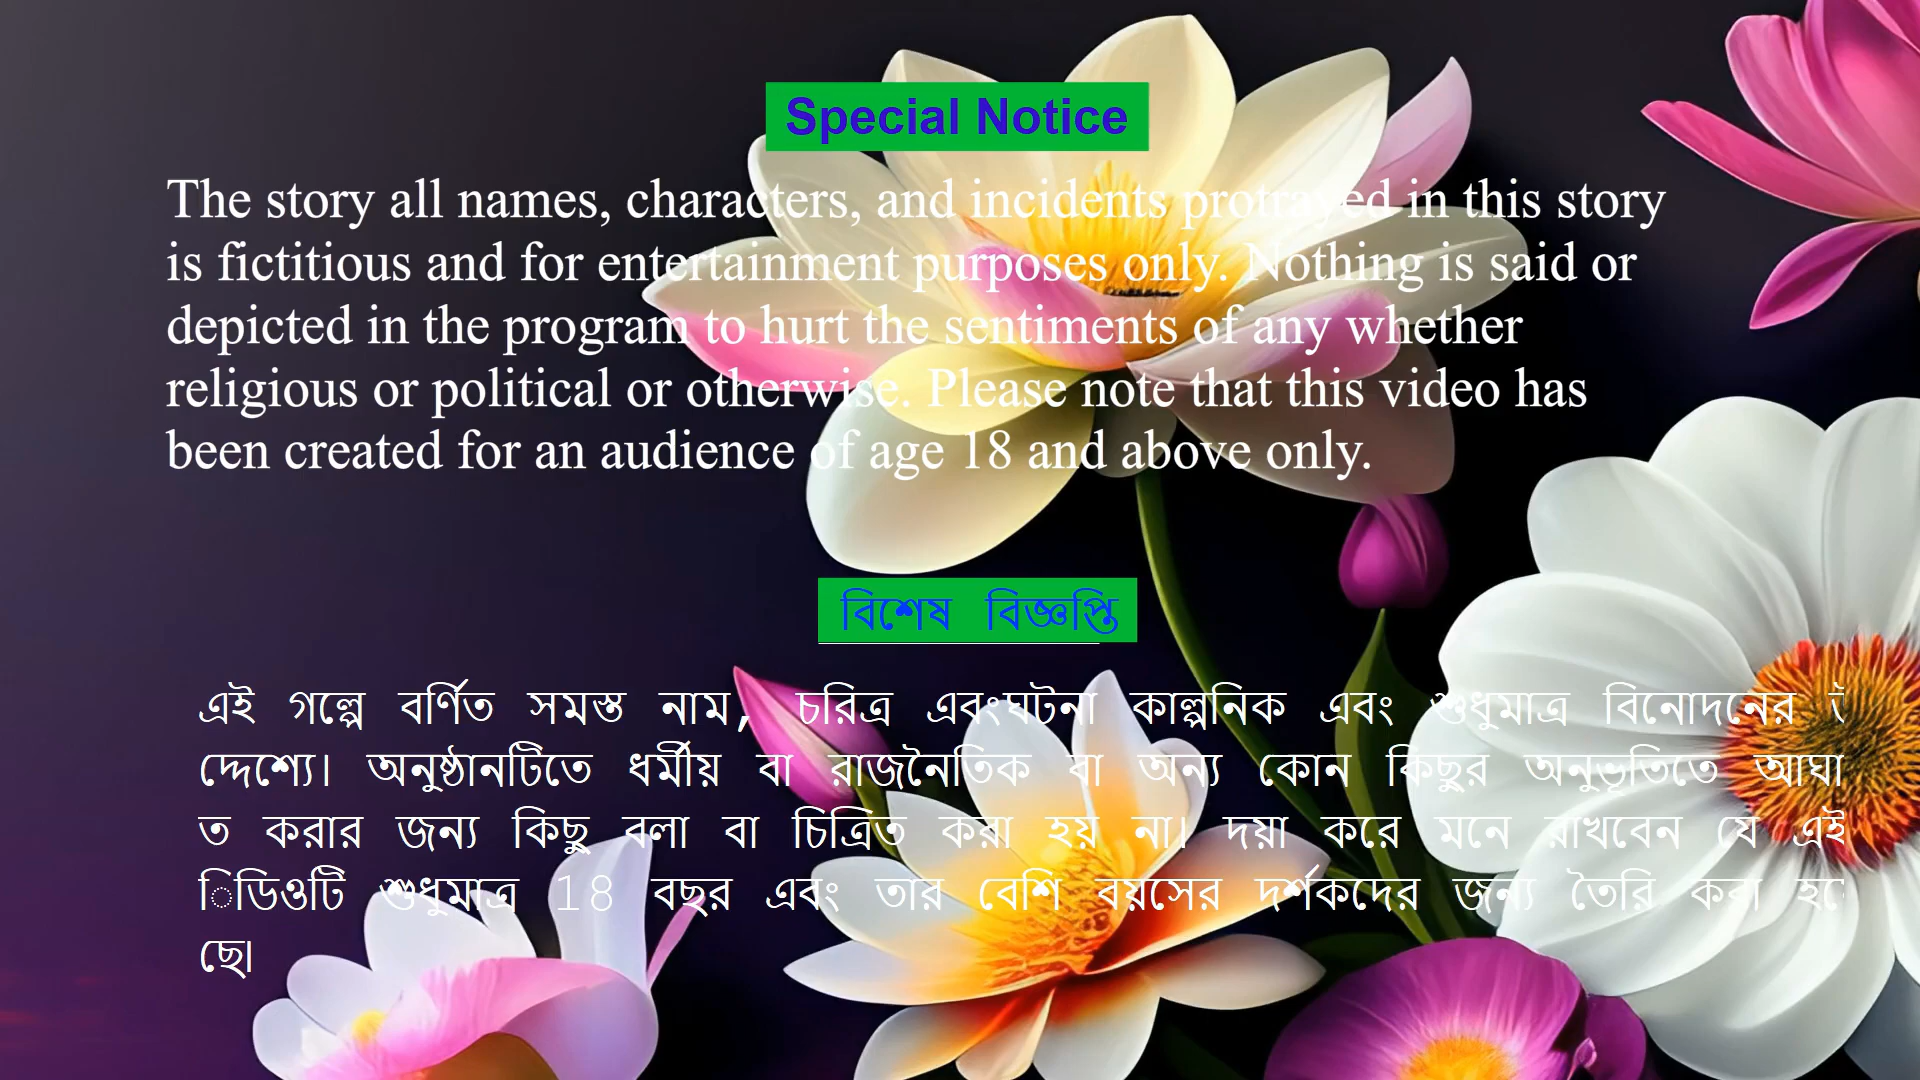 Special Notice
The story all names, characters, and incidents protrayed in this story
is fictitious and for entertainment purposes only. Nothing is said or
depicted in the program to hurt the sentiments of any whether
religious or political or otherwise. Please note that this video has
been created for an audience of age 18 and above only.
বিশেষ বিজ্ঞপ্তি
এই গল্পে বর্ণিত সমস্ত নাম, চরিত্র এবংঘটনা কাল্পনিক এবং শুধুমাত্র বিনোদনের উ
দ্দেশ্যে। অনুষ্ঠানটিতে ধর্মীয় বা রাজনৈতিক বা অন্য কোন কিছুর অনুভূতিতে আঘা
ত করার জন্য কিছু বলা বা চিত্রিত করা হয় না। দয়া করে মনে রাখবেন যে এই
িডিওটি শুধুমাত্র 18 বছর এবং তার বেশি বয়সের দর্শকদের জন্য তৈরি করা হয়ে
ছে।